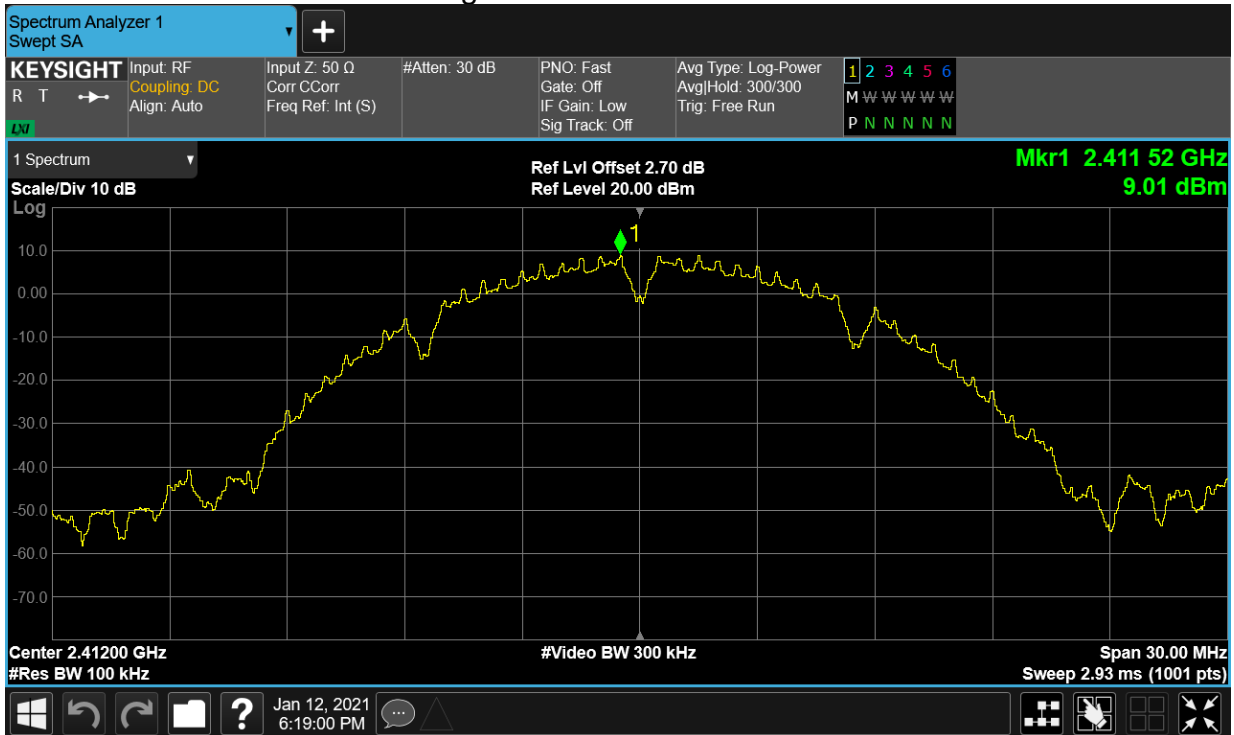 Spectrum Analyzer 1
Swept SA
KEYSIGHT
R T
LXI
Input: RF
Coupling: DC
Align: Auto
Input Z: 50 Ω
Corr CCorr
Freq Ref: Int (S)
#Atten: 30 dB
PNO: Fast
Gate: Off
IF Gain: Low
Sig Track: Off
Avg Type: Log-Power
Avg|Hold: 300/300
Trig: Free Run
1 2 3 4 5 6
M W W W W W
P N N N N N
1 Spectrum
Scale/Div 10 dB
Log
Ref Lvl Offset 2.70 dB
Ref Level 20.00 dBm
Mkr1 2.411 52 GHz
9.01 dBm
1
10.0
0.00
-10.0
-20.0
-30.0
-40.0
-50.0
-60.0
-70.0
Center 2.41200 GHz
#Res BW 100 kHz
#Video BW 300 kHz
Span 30.00 MHz
Sweep 2.93 ms (1001 pts)
?
Jan 12, 2021
6:19:00 PM